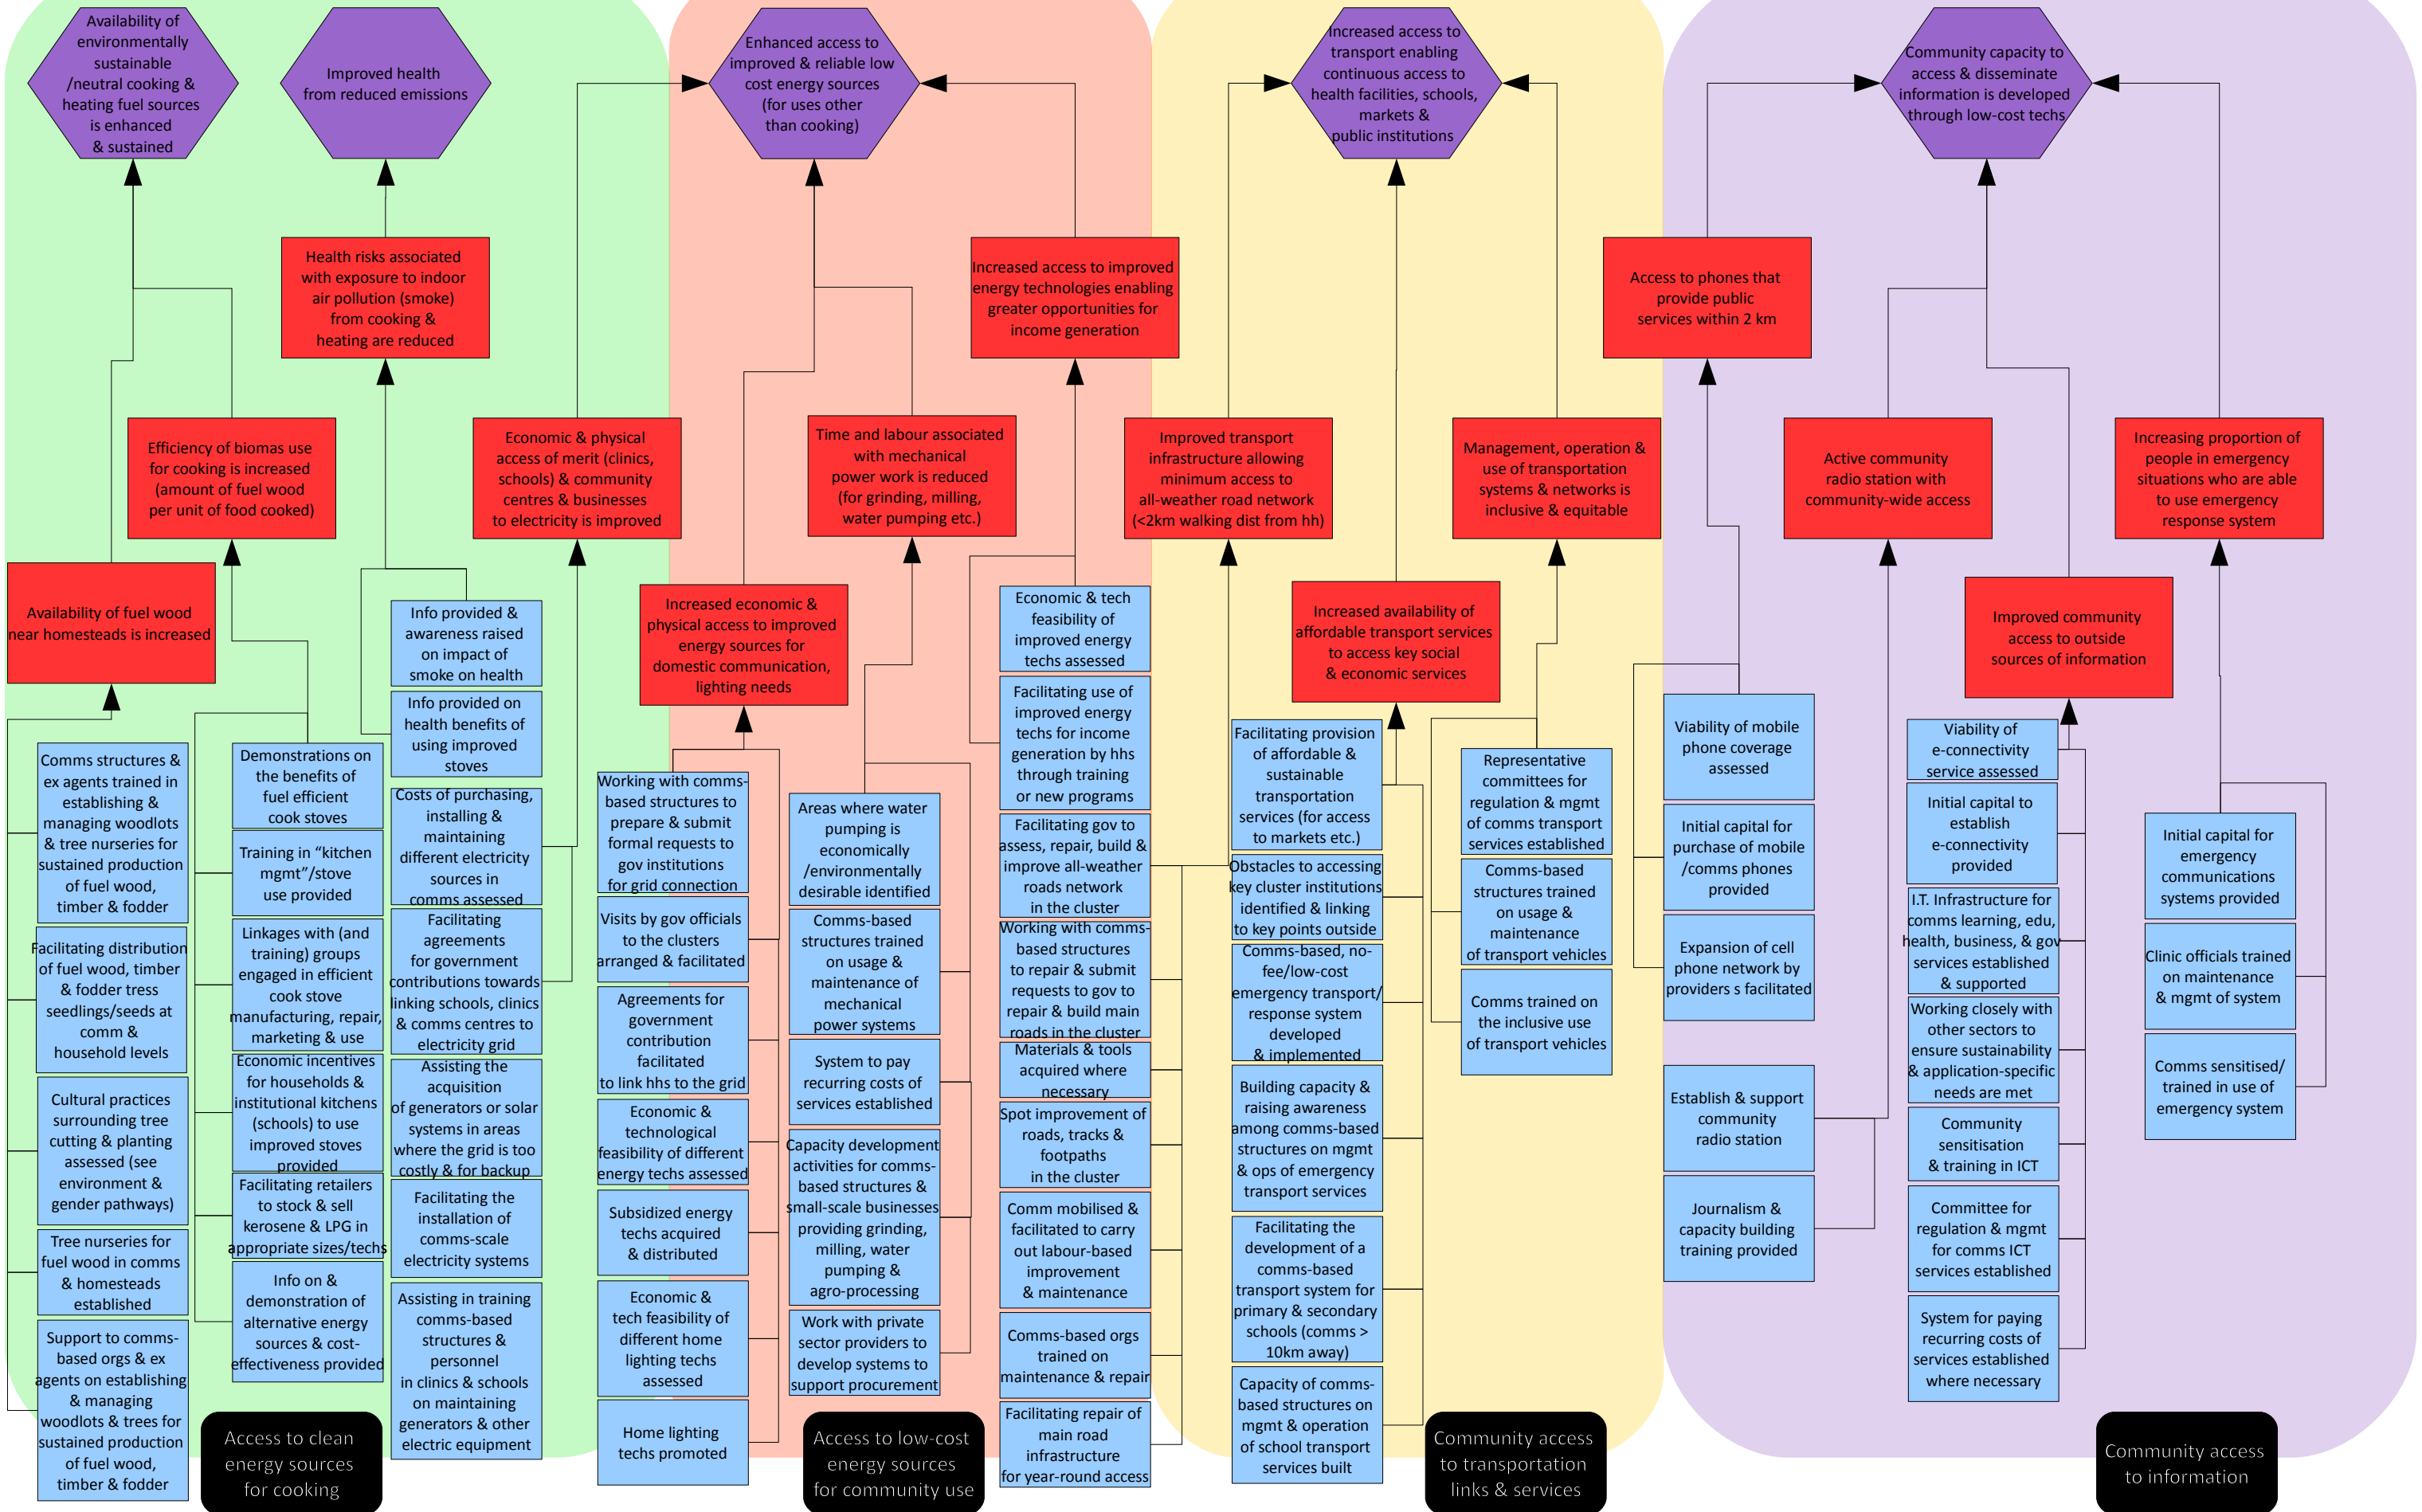 Availability of
environmentally
sustainable
/neutral cooking &
heating fuel sources
is enhanced
& sustained
Improved health
from reduced emissions
Enhanced access to
improved & reliable low
cost energy sources
(for uses other
than cooking)
Increased access to
transport enabling
continuous access to
health facilities, schools,
markets &
public institutions
Community capacity to
access & disseminate
information is developed
through low-cost techs
Health risks associated
with exposure to indoor
air pollution (smoke)
from cooking &
heating are reduced
Increased access to improved
energy technologies enabling
greater opportunities for
income generation
Access to phones that
provide public
services within 2 km
Efficiency of biomas use
for cooking is increased
(amount of fuel wood
per unit of food cooked)
Economic & physical
access of merit (clinics,
schools) & community
centres & businesses
to electricity is improved
Time and labour associated
with mechanical
power work is reduced
(for grinding, milling,
water pumping etc.)
Improved transport
infrastructure allowing
minimum access to
all-weather road network
(<2km walking dist from hh)
Management, operation &
use of transportation
systems & networks is
inclusive & equitable
Active community
radio station with
community-wide access
Increasing proportion of
people in emergency
situations who are able
to use emergency
response system
Availability of fuel wood
near homesteads is increased
Increased economic &
physical access to improved
energy sources for
domestic communication,
lighting needs
Increased availability of
affordable transport services
to access key social
& economic services
Improved community
access to outside
sources of information
Comms structures &
ex agents trained in
establishing &
managing woodlots
& tree nurseries for
sustained production
of fuel wood,
timber & fodder
Facilitating distribution
of fuel wood, timber
& fodder tress
seedlings/seeds at
comm &
household levels
Cultural practices
surrounding tree
cutting & planting
assessed (see
environment &
gender pathways)
Tree nurseries for
fuel wood in comms
& homesteads
established
Support to comms-
based orgs & ex
agents on establishing
& managing
woodlots & trees for
sustained production
of fuel wood,
timber & fodder
Demonstrations on
the benefits of
fuel efficient
cook stoves
Training in “kitchen
mgmt”/stove
use provided
Linkages with (and
training) groups
engaged in efficient
cook stove
manufacturing, repair,
marketing & use
Economic incentives
for households &
institutional kitchens
(schools) to use
improved stoves
provided
Facilitating retailers
to stock & sell
kerosene & LPG in
appropriate sizes/techs
Info on &
demonstration of
alternative energy
sources & cost-
effectiveness provided
Info provided &
awareness raised
on impact of
smoke on health
Info provided on
health benefits of
using improved
stoves
Costs of purchasing,
installing &
maintaining
different electricity
sources in
comms assessed
Facilitating
agreements
for government
contributions towards
linking schools, clinics
& comms centres to
electricity grid
Assisting the
acquisition
of generators or solar
systems in areas
where the grid is too
costly & for backup
Facilitating the
installation of
comms-scale
electricity systems
Assisting in training
comms-based
structures &
personnel
in clinics & schools
on maintaining
generators & other
electric equipment
Working with comms-
based structures to
prepare & submit
formal requests to
gov institutions
for grid connection
Visits by gov officials
to the clusters
arranged & facilitated
Agreements for
government
contribution
facilitated
to link hhs to the grid
Economic &
technological
feasibility of different
energy techs assessed
Subsidized energy
techs acquired
& distributed
Economic &
tech feasibility of
different home
lighting techs
assessed
Home lighting
techs promoted
Areas where water
pumping is
economically
/environmentally
desirable identified
Comms-based
structures trained
on usage &
maintenance of
mechanical
power systems
System to pay
recurring costs of
services established
Capacity development
activities for comms-
based structures &
small-scale businesses
providing grinding,
milling, water
pumping &
agro-processing
Work with private
sector providers to
develop systems to
support procurement
Economic & tech
feasibility of
improved energy
techs assessed
Facilitating use of
improved energy
techs for income
generation by hhs
through training
or new programs
Facilitating gov to
assess, repair, build &
improve all-weather
roads network
in the cluster
Working with comms-
based structures
to repair & submit
requests to gov to
repair & build main
roads in the cluster
Materials & tools
acquired where
necessary
Spot improvement of
roads, tracks &
footpaths
in the cluster
Comm mobilised &
facilitated to carry
out labour-based
improvement
& maintenance
Comms-based orgs
trained on
maintenance & repair
Facilitating repair of
main road
infrastructure
for year-round access
Facilitating provision
of affordable &
sustainable
transportation
services (for access
to markets etc.)
Obstacles to accessing
key cluster institutions
identified & linking
to key points outside
Comms-based, no-
fee/low-cost
emergency transport/
response system
developed
& implemented
Building capacity &
raising awareness
among comms-based
structures on mgmt
& ops of emergency
transport services
Facilitating the
development of a
comms-based
transport system for
primary & secondary
schools (comms >
10km away)
Capacity of comms-
based structures on
mgmt & operation
of school transport
services built
Representative
committees for
regulation & mgmt
of comms transport
services established
Comms-based
structures trained
on usage &
maintenance
of transport vehicles
Comms trained on
the inclusive use
of transport vehicles
Viability of mobile
phone coverage
assessed
Initial capital for
purchase of mobile
/comms phones
provided
Expansion of cell
phone network by
providers s facilitated
Establish & support
community
radio station
Journalism &
capacity building
training provided
Viability of
e-connectivity
service assessed
Initial capital to
establish
e-connectivity
provided
I.T. Infrastructure for
comms learning, edu,
health, business, & gov
services established
& supported
Working closely with
other sectors to
ensure sustainability
& application-specific
needs are met
Community
sensitisation
& training in ICT
Committee for
regulation & mgmt
for comms ICT
services established
System for paying
recurring costs of
services established
where necessary
Initial capital for
emergency
communications
systems provided
Clinic officials trained
on maintenance
& mgmt of system
Comms sensitised/
trained in use of
emergency system
Access to clean
energy sources
for cooking
Access to low-cost
energy sources
for community use
Community access
to transportation
links & services
Community access
to information